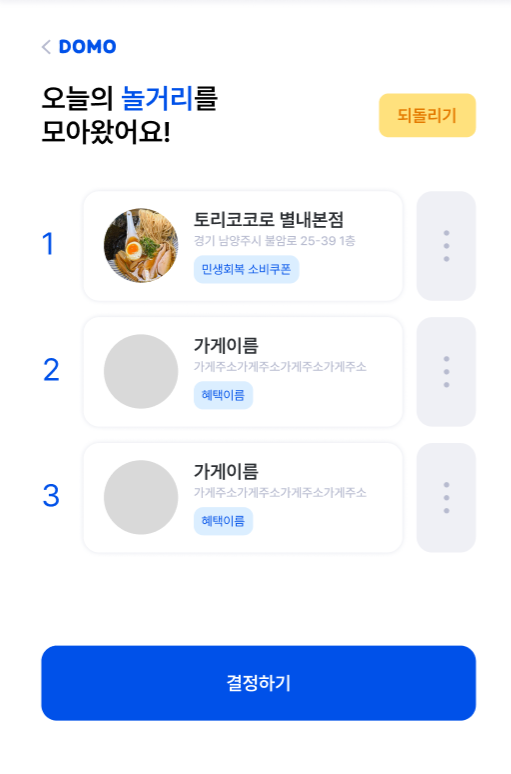 DOMO
오늘의 놀거리를
모아왔어요!
되돌리기
1
토리코코로 별내본점
경기 남양주시 불암로 25-39 1층
민생회복 소비쿠폰
2
가게이름
가게주소가게주소가게주소가게주소
혜택이름
3
가게이름
가게주소가게주소가게주소가게주소
혜택이름
결정하기